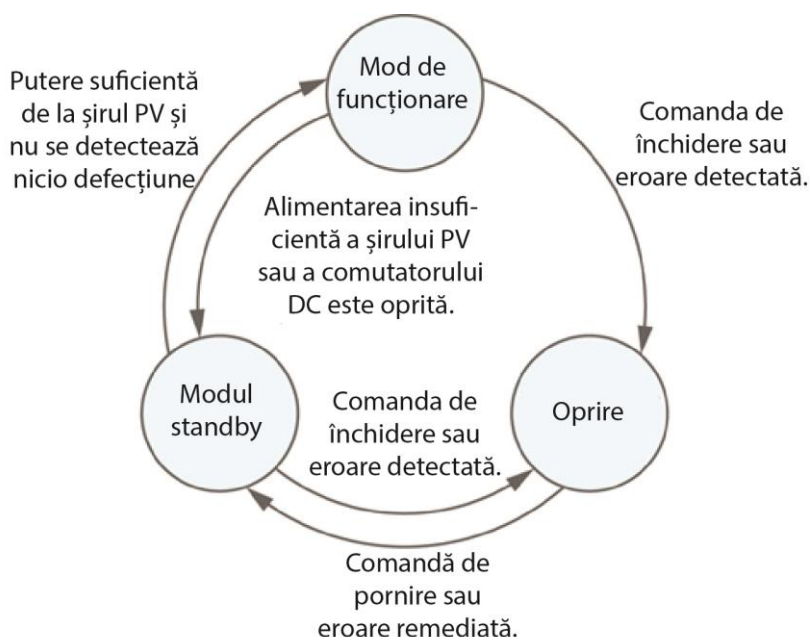 Mod de
funcționare
Putere suficientă
de la șirul PV și
nu se detectează
nicio defecțiune
Comanda de
închidere sau
eroare detectată.
Alimentarea insufi-
cientă a șirului PV
sau a comutatorului
DC este oprită.
Modul
standby
Comanda de
închidere sau
eroare detectată.
Oprire
Comandă de
pornire sau
eroare remediată.